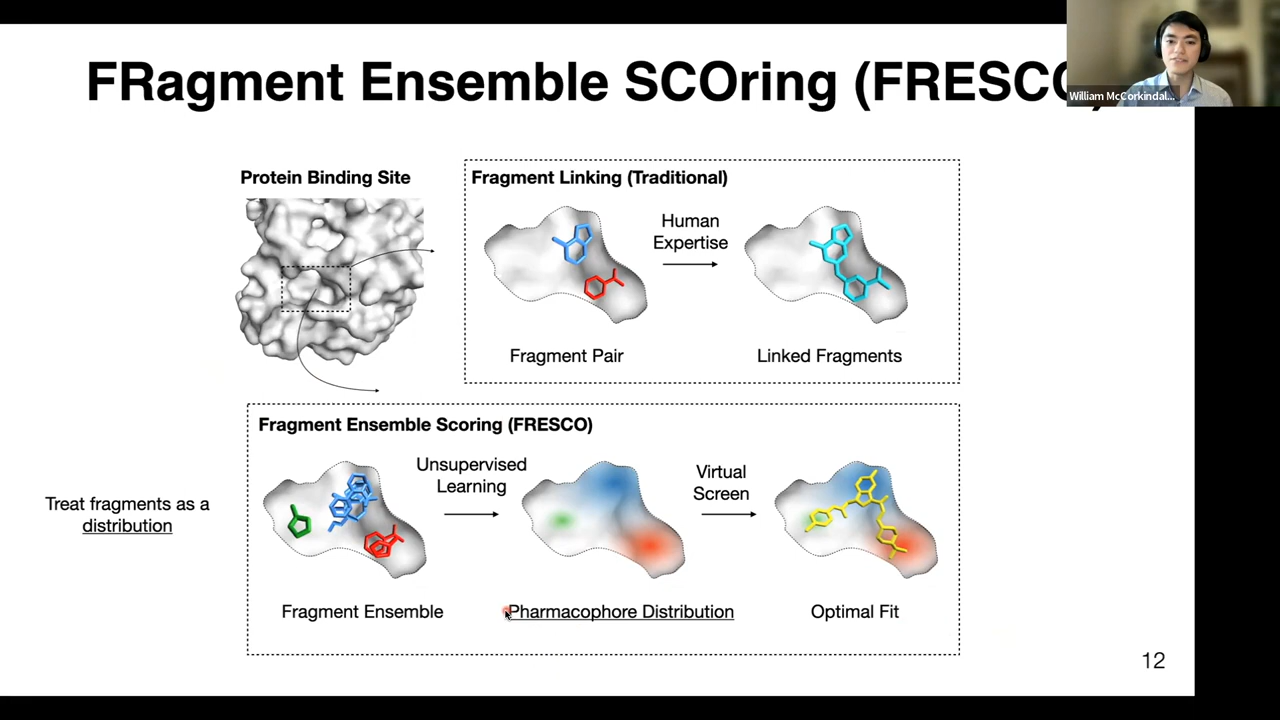 FRagment Ensemble SCOring (FRESCO)
William McCorkindal...
Protein Binding Site
Fragment Linking (Traditional)
Human
Expertise
Fragment Pair
Linked Fragments
Fragment Ensemble Scoring (FRESCO)
Unsupervised
Learning
Virtual
Screen
Treat fragments as a
distribution
Fragment Ensemble
Pharmacophore Distribution
Optimal Fit
12